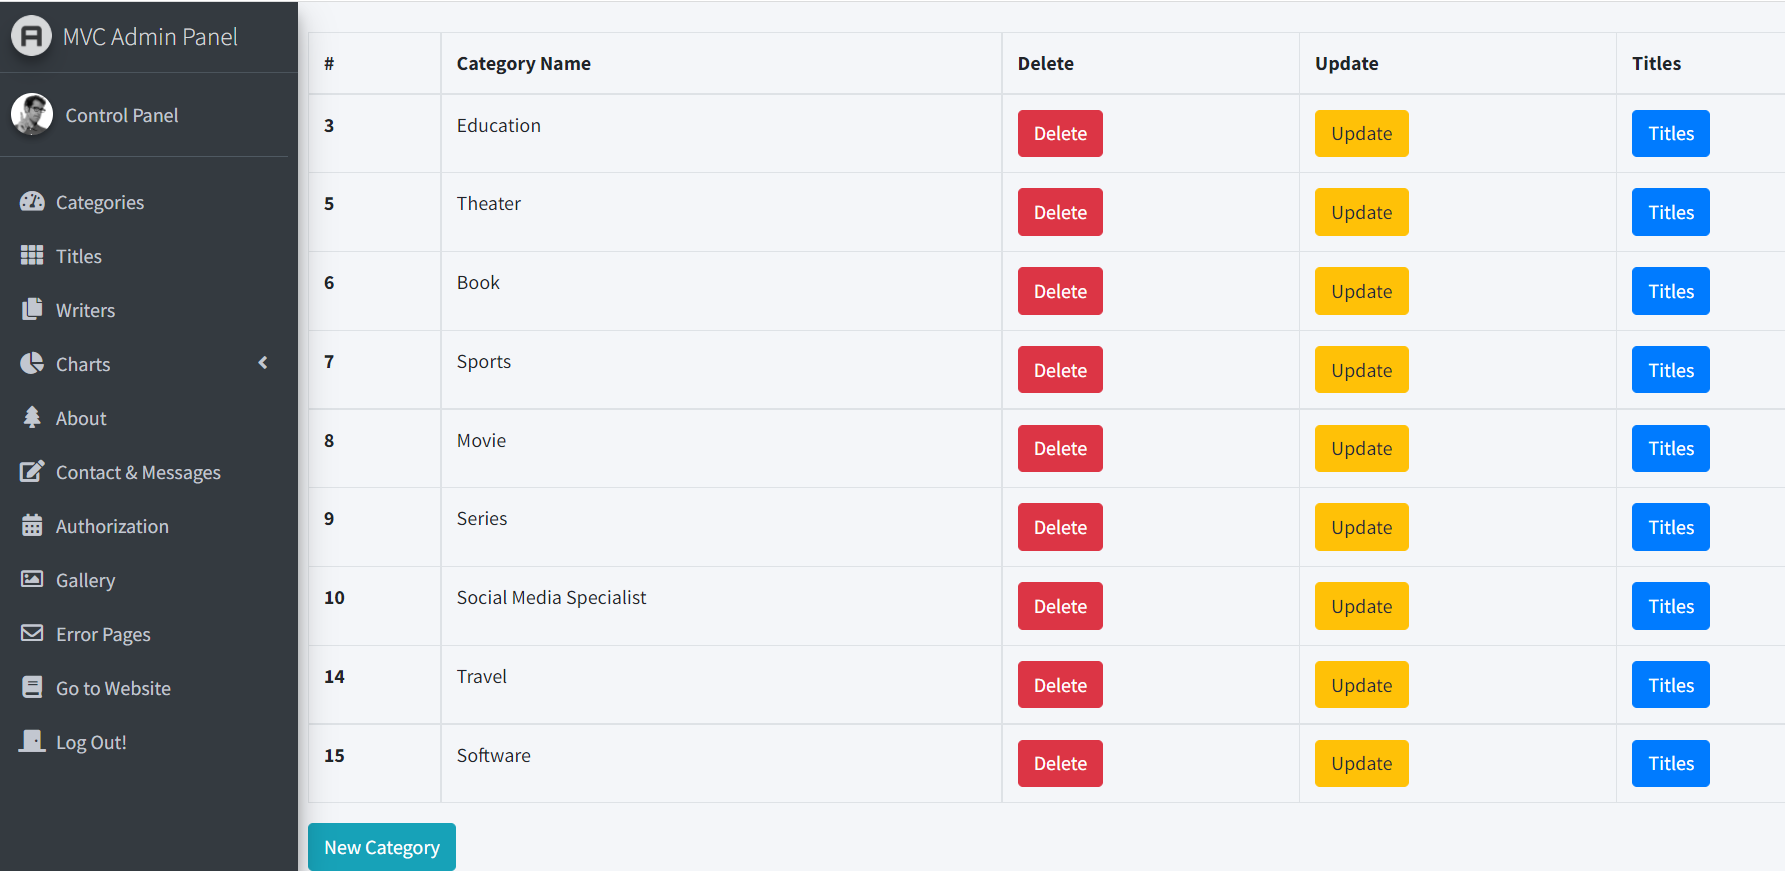 MVC Admin Panel
Control Panel
Categories
Titles
Writers
Charts
About
Contact & Messages
Authorization
Gallery
Error Pages
Go to Website
Log Out!
# Category Name Delete Update Titles
3 Education Delete Update Titles
5 Theater Delete Update Titles
6 Book Delete Update Titles
7 Sports Delete Update Titles
8 Movie Delete Update Titles
9 Series Delete Update Titles
10 Social Media Specialist Delete Update Titles
14 Travel Delete Update Titles
15 Software Delete Update Titles
New Category